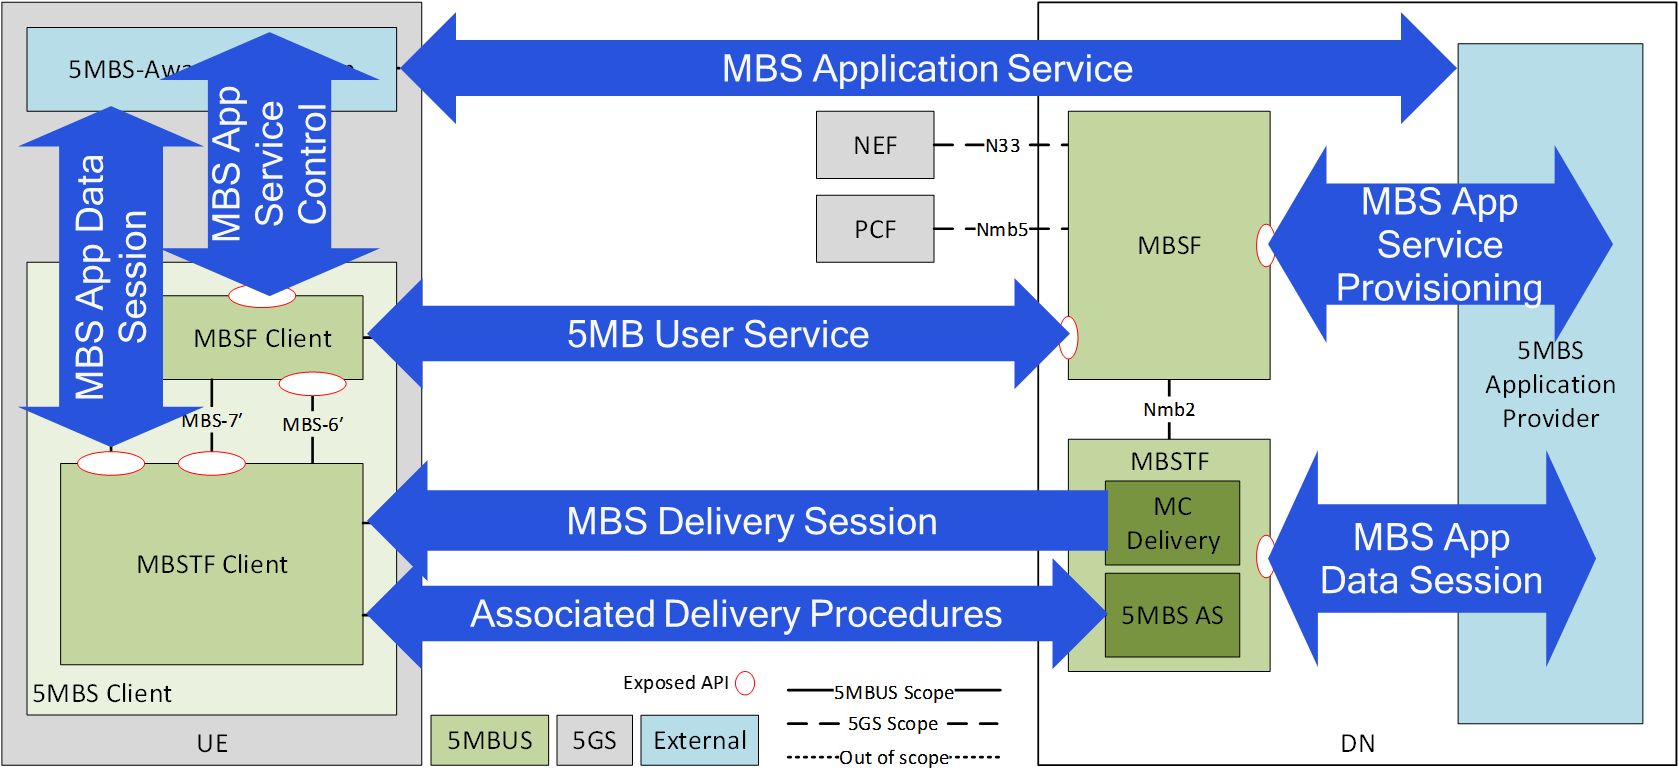 5MBS-Awa
MBS Application Service
MBS App
Service
Control
MBS App Data
Session
NEF
N33
PCF
Nmb5
MBSF
MBS App
Service
Provisioning
MBSF Client
5MB User Service
5MBS
Application
Provider
MBS-7’
MBS-6’
Nmb2
MBSTF
MC
Delivery
MBS Delivery Session
MBSTF Client
MBS App
Data Session
Associated Delivery Procedures
5MBS AS
5MBS Client
Exposed API
5MBUS Scope
5GS Scope
Out of scope
5MBUS
5GS
External
UE
DN